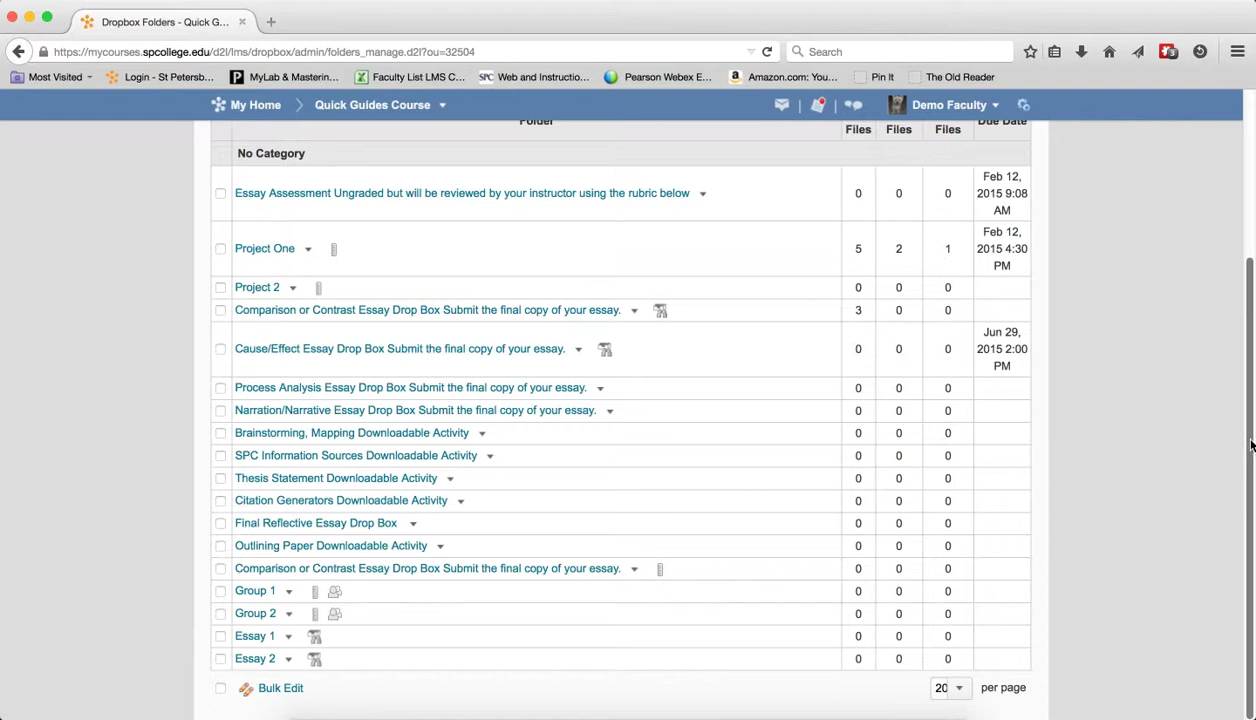 Dropbox Folders - Quick G...
https://mycourses.spcollege.edu/d2l/lms/dropbox/admin/folders_manage.d2l?ou=32504
Search
Most Visited
Login - St Petersb...
MyLab & Mastering...
Faculty List LMS C...
SPC Web and Instructio...
Pearson Webex E...
Amazon.com: You...
Pin It
The Old Reader
My Home
Quick Guides Course
Demo Faculty
Folder
Files
Files
Files
Due Date
No Category
Essay Assessment Ungraded but will be reviewed by your instructor using the rubric below 0 0 0 Feb 12, 2015 9:08 AM
Project One 5 2 1 Feb 12, 2015 4:30 PM
Project 2 0 0 0
Comparison or Contrast Essay Drop Box Submit the final copy of your essay. 3 0 0
Cause/Effect Essay Drop Box Submit the final copy of your essay. 0 0 0 Jun 29, 2015 2:00 PM
Process Analysis Essay Drop Box Submit the final copy of your essay. 0 0 0
Narration/Narrative Essay Drop Box Submit the final copy of your essay. 0 0 0
Brainstorming, Mapping Downloadable Activity 0 0 0
SPC Information Sources Downloadable Activity 0 0 0
Thesis Statement Downloadable Activity 0 0 0
Citation Generators Downloadable Activity 0 0 0
Final Reflective Essay Drop Box 0 0 0
Outlining Paper Downloadable Activity 0 0 0
Comparison or Contrast Essay Drop Box Submit the final copy of your essay. 0 0 0
Group 1 0 0 0
Group 2 0 0 0
Essay 1 0 0 0
Essay 2 0 0 0
Bulk Edit
20 per page